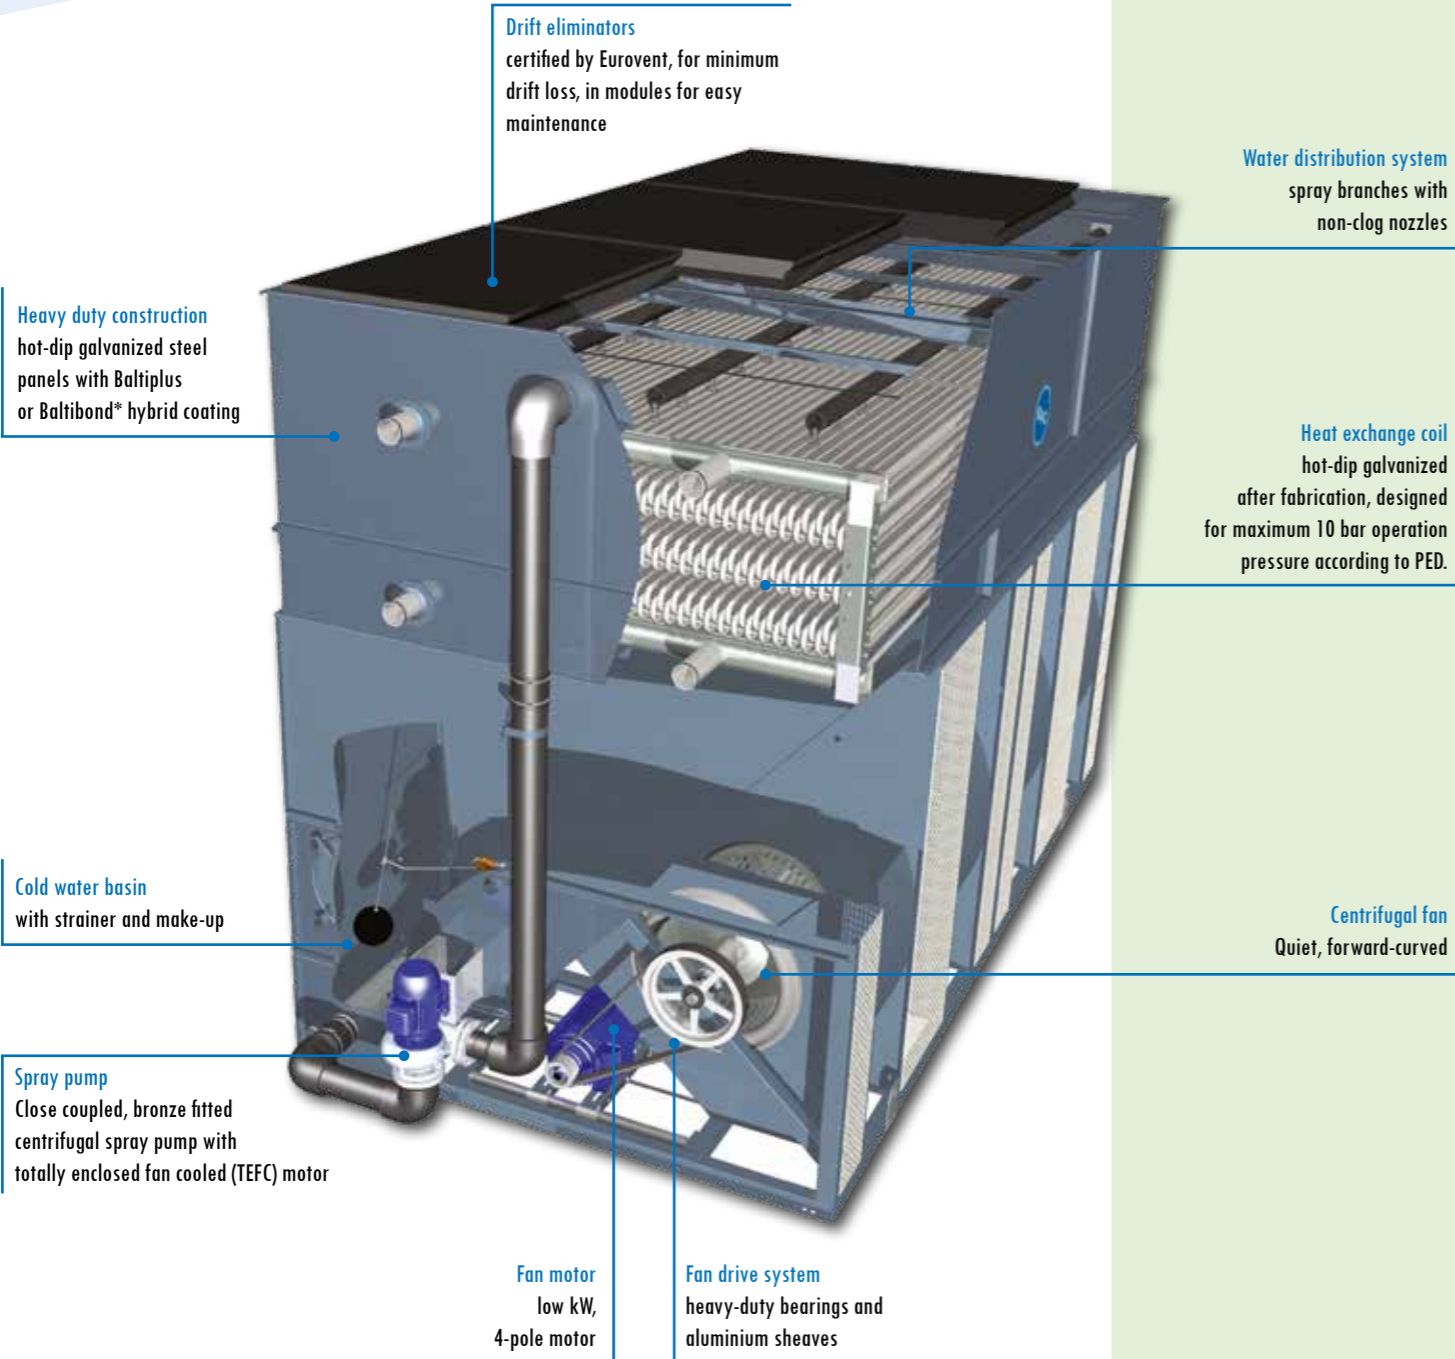 Drift eliminators
certified by Eurovent, for minimum
drift loss, in modules for easy
maintenance
Water distribution system
spray branches with
non-clog nozzles
Heavy duty construction
hot-dip galvanized steel
panels with Baltiplus
or Baltibond* hybrid coating
Heat exchange coil
hot-dip galvanized
after fabrication, designed
for maximum 10 bar operation
pressure according to PED.
Cold water basin
with strainer and make-up
Centrifugal fan
Quiet, forward-curved
Spray pump
Close coupled, bronze fitted
centrifugal spray pump with
totally enclosed fan cooled (TEFC) motor
Fan motor
low kW,
4-pole motor
Fan drive system
heavy-duty bearings and
aluminium sheaves